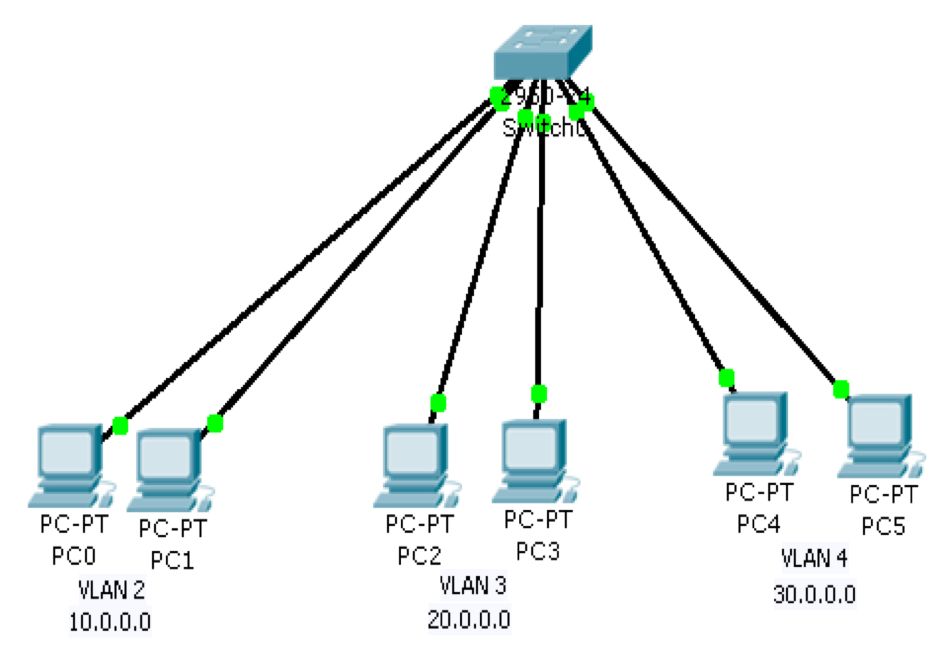 2950-24
Switch0
PC-PT
PC0
PC-PT
PC1
VLAN 2
10.0.0.0
PC-PT
PC2
PC-PT
PC3
VLAN 3
20.0.0.0
PC-PT
PC4
PC-PT
PC5
VLAN 4
30.0.0.0